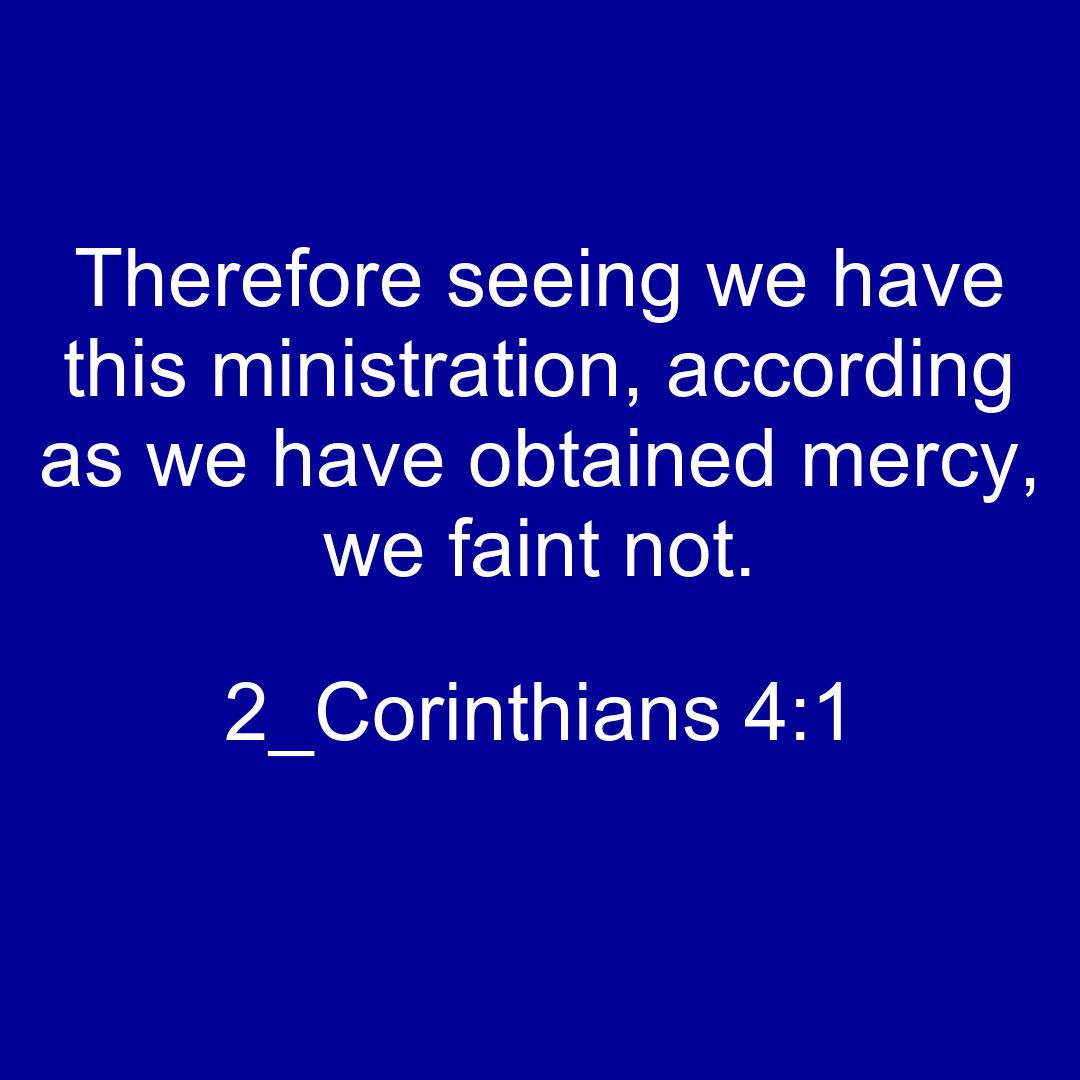 Therefore seeing we have
this ministration, according
as we have obtained mercy,
we faint not.
2_Corinthians 4:1